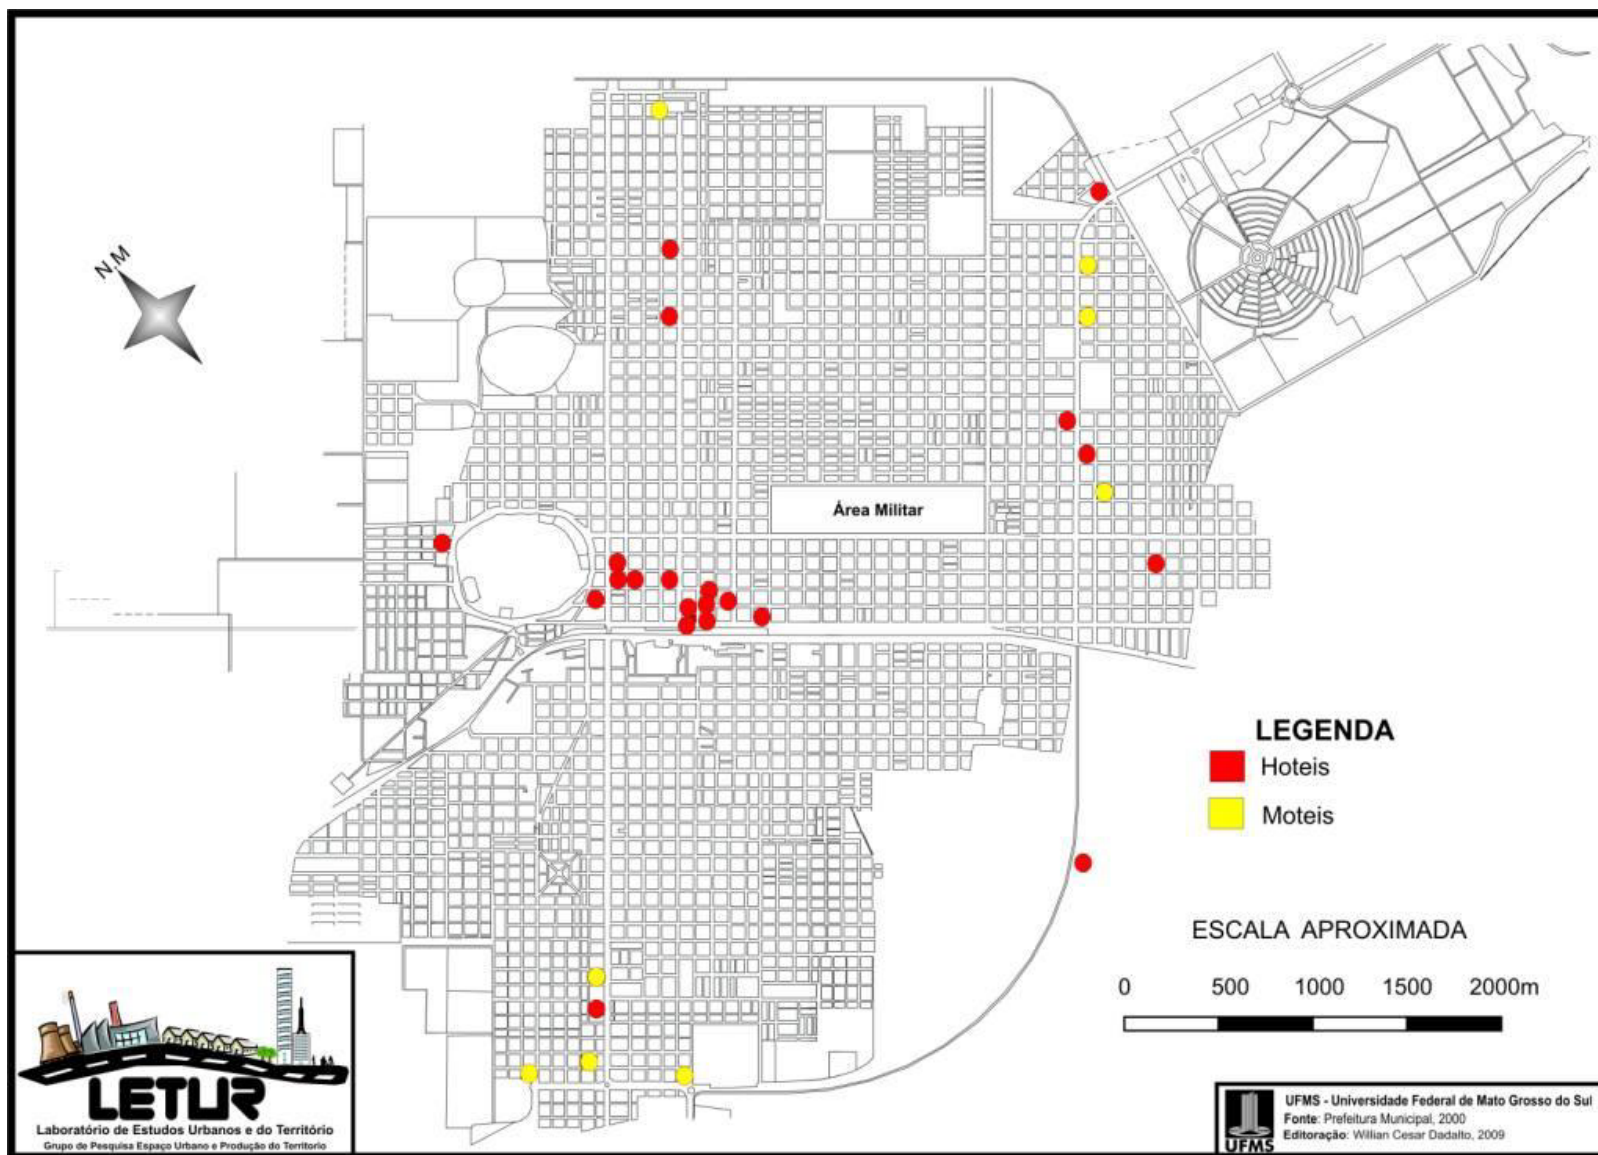 N.M
Área Militar
LEGENDA
Hoteis
Moteis
ESCALA APROXIMADA
0 500 1000 1500 2000m
LETUR
Laboratório de Estudos Urbanos e do Território
Grupo de Pesquisa Espaço Urbano e Produção do Territorio
UFMS
UFMS - Universidade Federal de Mato Grosso do Sul
Fonte: Prefeitura Municipal, 2000
Editoração: Willian Cesar Dadalto, 2009